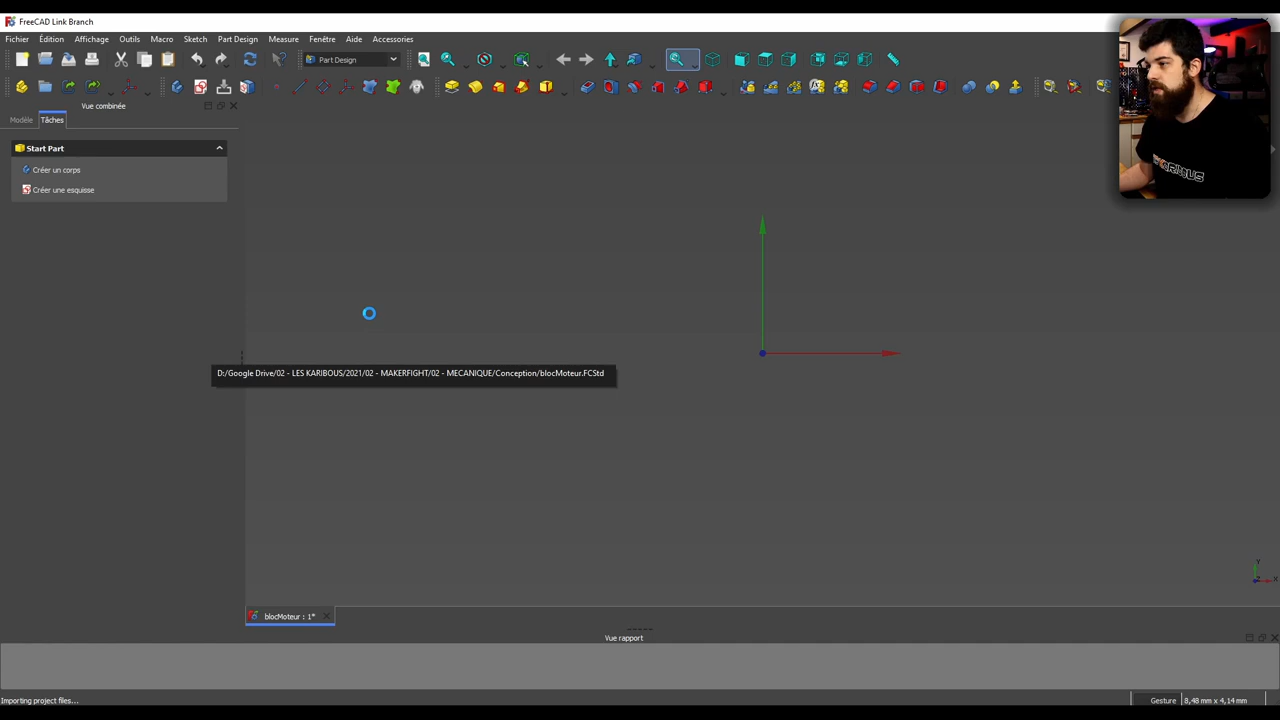 FreeCAD Link Branch
Fichier Édition Affichage Outils Macro Sketch Part Design Measure Fenêtre Aide Accessories
Part Design
Vue combinée
Modèle Tâches
Start Part
Créer un corps
Créer une esquisse
D:/Google Drive/02 - LES KARIBOUS/2021/02 - MAKERFIGHT/02 - MECANIQUE/Conception/blocMoteur.FCStd
Y
X
blocMoteur : 1*
Vue rapport
Importing project files...
Gesture 8,48 mm x 4,14 mm